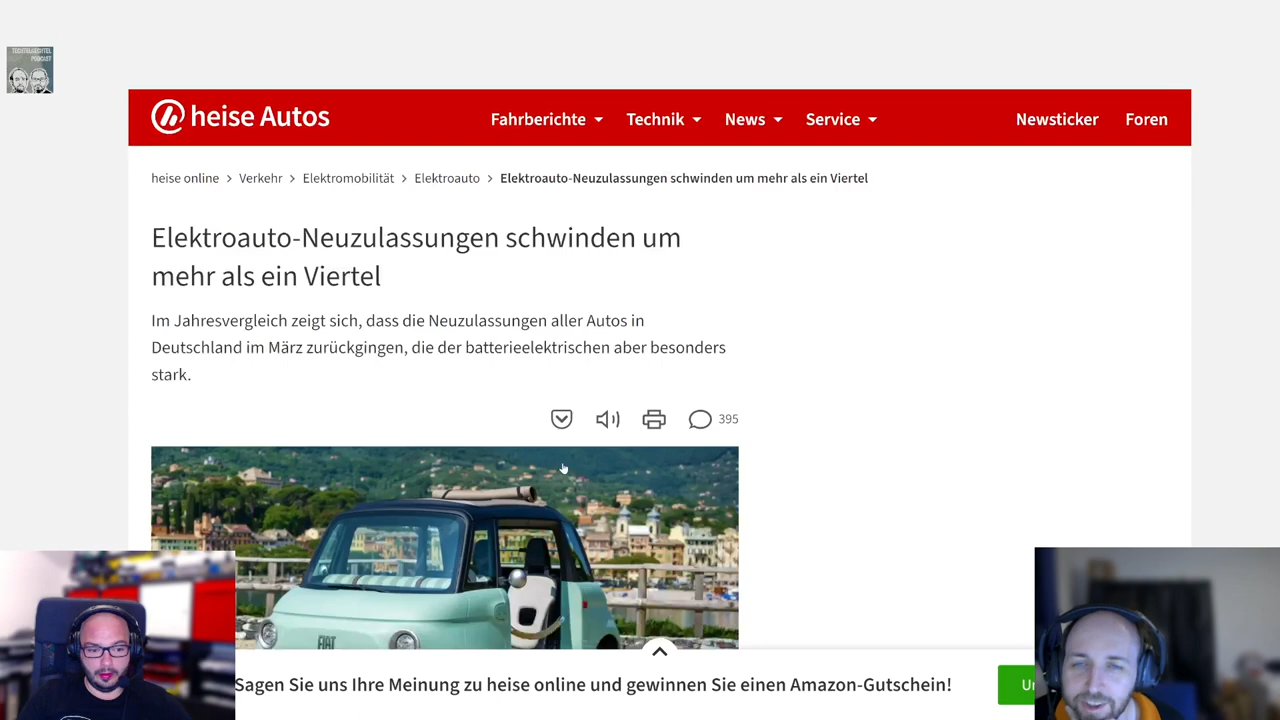 TECHTELMECHTEL
PODCAST
heise Autos
Fahrberichte
Technik
News
Service
Newsticker
Foren
heise online > Verkehr > Elektromobilität > Elektroauto > Elektroauto-Neuzulassungen schwinden um mehr als ein Viertel
Elektroauto-Neuzulassungen schwinden um
mehr als ein Viertel
Im Jahresvergleich zeigt sich, dass die Neuzulassungen aller Autos in
Deutschland im März zurückgingen, die der batterieelektrischen aber besonders
stark.
395
FIAT
Sagen Sie uns Ihre Meinung zu heise online und gewinnen Sie einen Amazon-Gutschein!